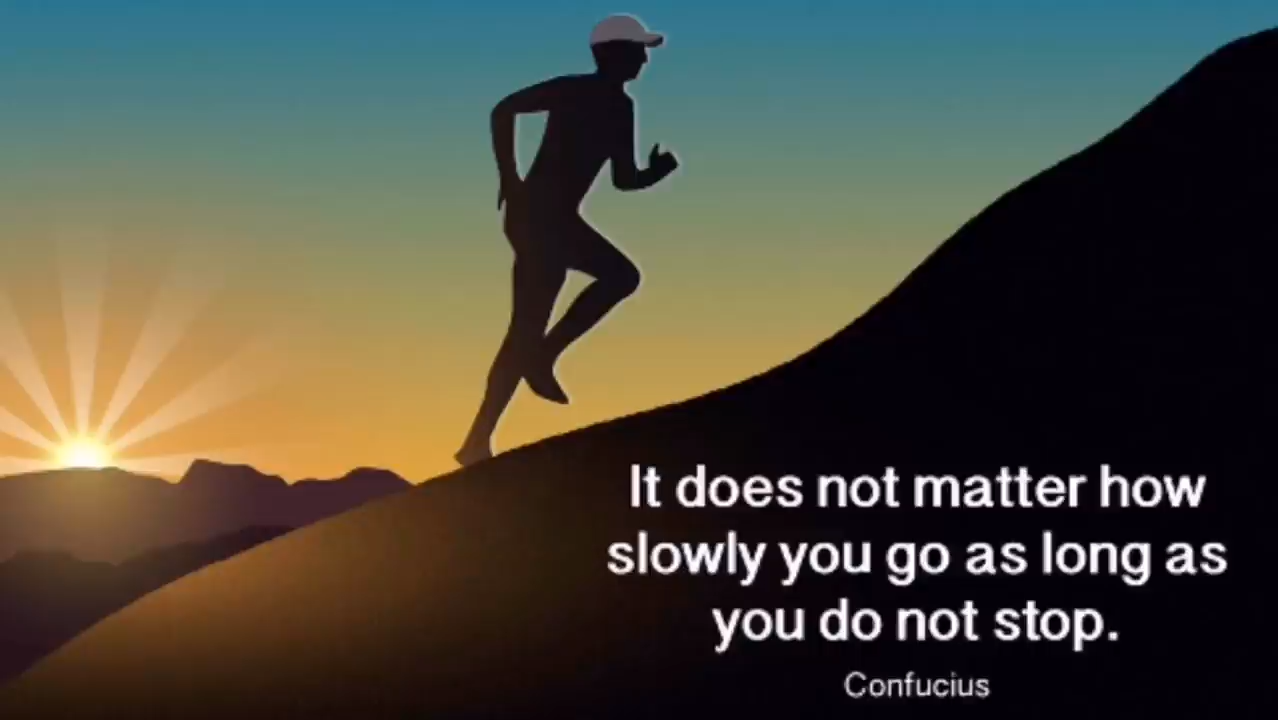 It does not matter how
slowly you go as long as
you do not stop.
Confucius